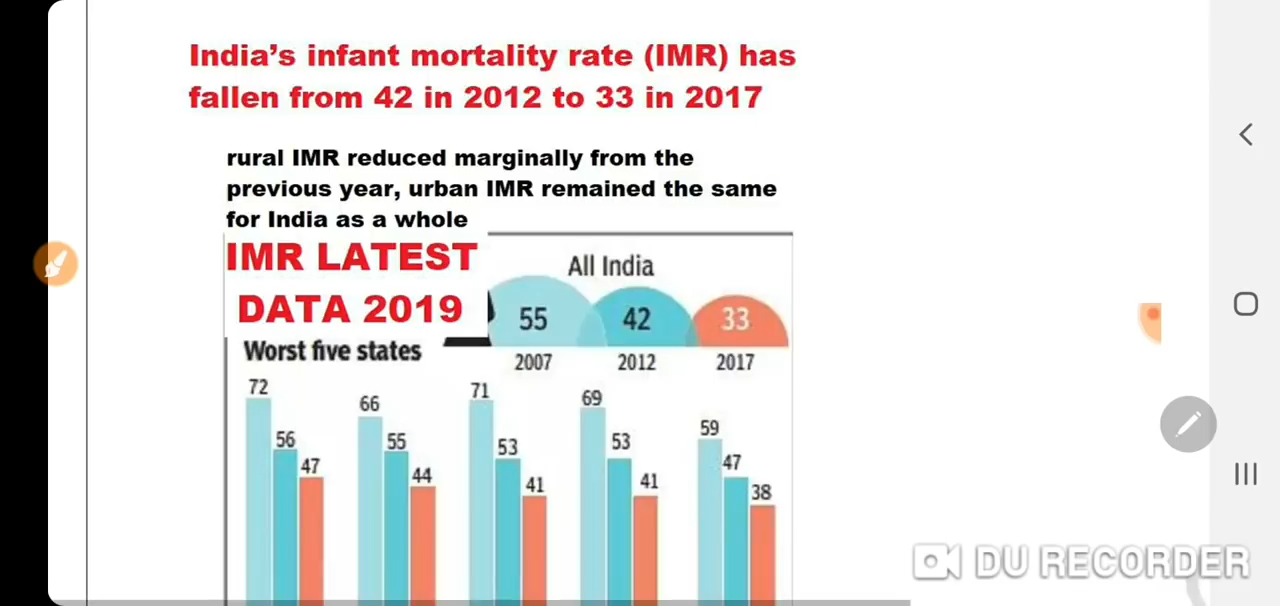 India's infant mortality rate (IMR) has
fallen from 42 in 2012 to 33 in 2017
rural IMR reduced marginally from the
previous year, urban IMR remained the same
for India as a whole
IMR LATEST
DATA 2019
All India
55 42 33
2007 2012 2017
Worst five states
72 56 47
66 55 44
71 53 41
69 53 41
59 47 38
DU RECORDER